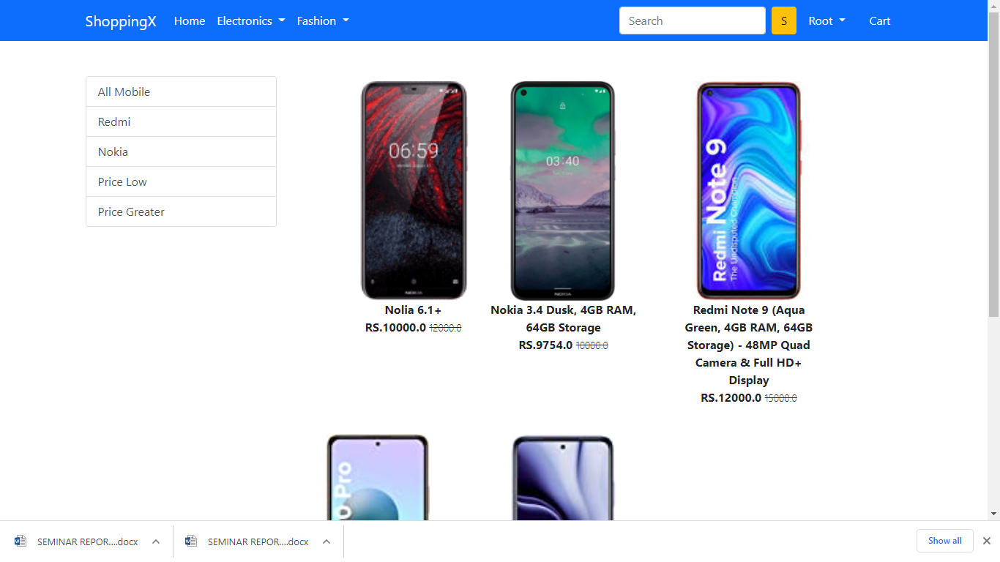 ShoppingX Home Electronics Fashion Search S Root Cart
All Mobile
Redmi
Nokia
Price Low
Price Greater
06:59
NOKIA
Nolia 6.1+
RS.10000.0 12000.0
03:40
NOKIA
Nokia 3.4 Dusk, 4GB RAM,
64GB Storage
RS.9754.0 10000.0
Redmi Note 9
The Undisputed Champion
Redmi Note 9 (Aqua
Green, 4GB RAM, 64GB
Storage) - 48MP Quad
Camera & Full HD+
Display
RS.12000.0 15000.0
0 Pro
SEMINAR REPOR....docx SEMINAR REPOR....docx Show all